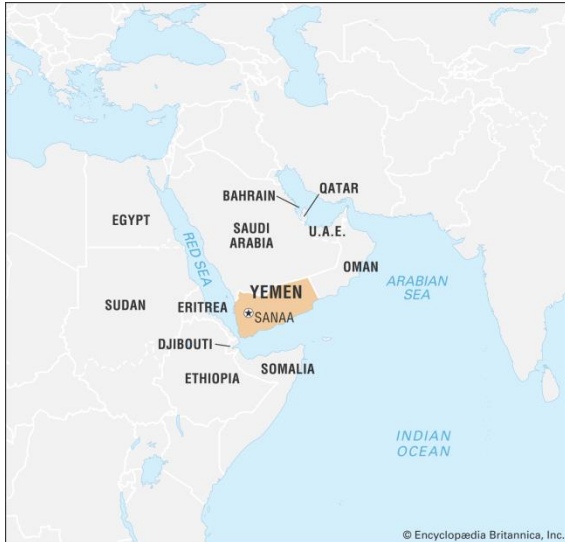 BAHRAIN
QATAR
EGYPT
RED SEA
SAUDI
ARABIA
U.A.E.
OMAN
ARABIAN
SEA
YEMEN
SUDAN
ERITREA
SANAA
DJIBOUTI
ETHIOPIA
SOMALIA
INDIAN
OCEAN
© Encyclopædia Britannica, Inc.